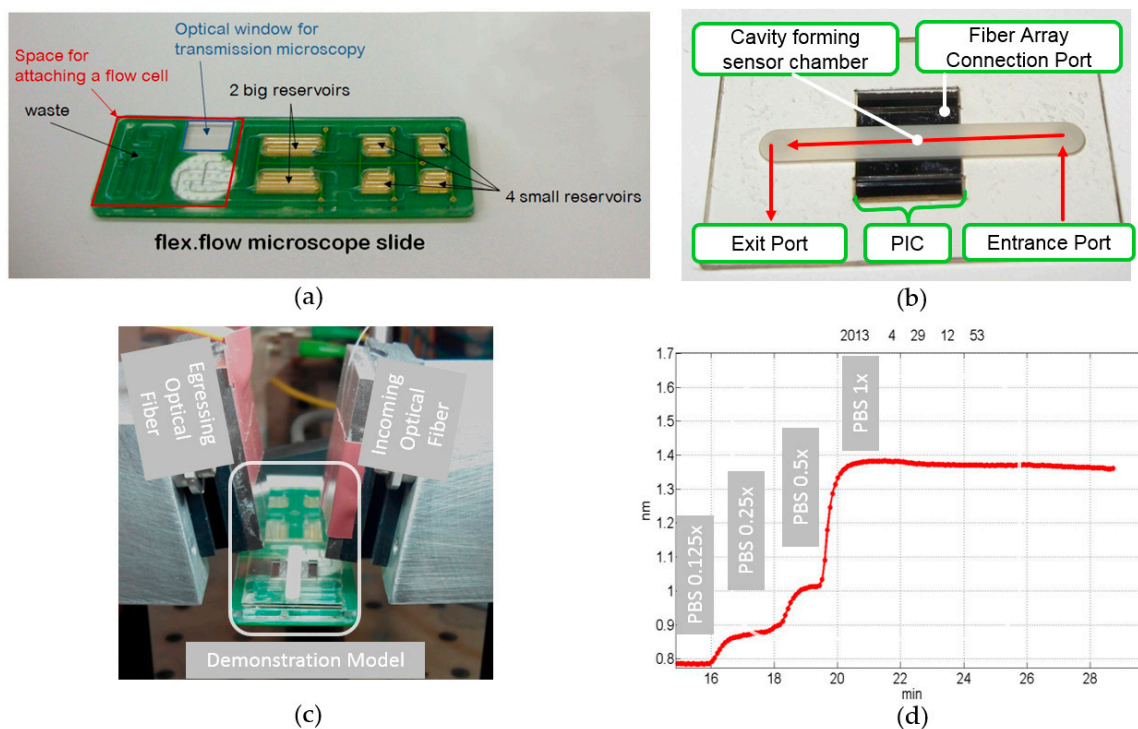 Optical window for
transmission microscopy
Space for
attaching a flow cell
waste
2 big reservoirs
4 small reservoirs
flex.flow microscope slide
(a)
Cavity forming
sensor chamber
Fiber Array
Connection Port
Exit Port
PIC
Entrance Port
(b)
Egressing
Optical
Fiber
Incoming
Optical
Fiber
Demonstration Model
(c)
2013 4 29 12 53
1.7
1.6
1.5
1.4
1.3
1.2
1.1
1
0.9
0.8
nm
PBS 0.125x
PBS 0.25x
PBS 0.5x
PBS 1x
16 18 20 22 24 26 28
min
(d)